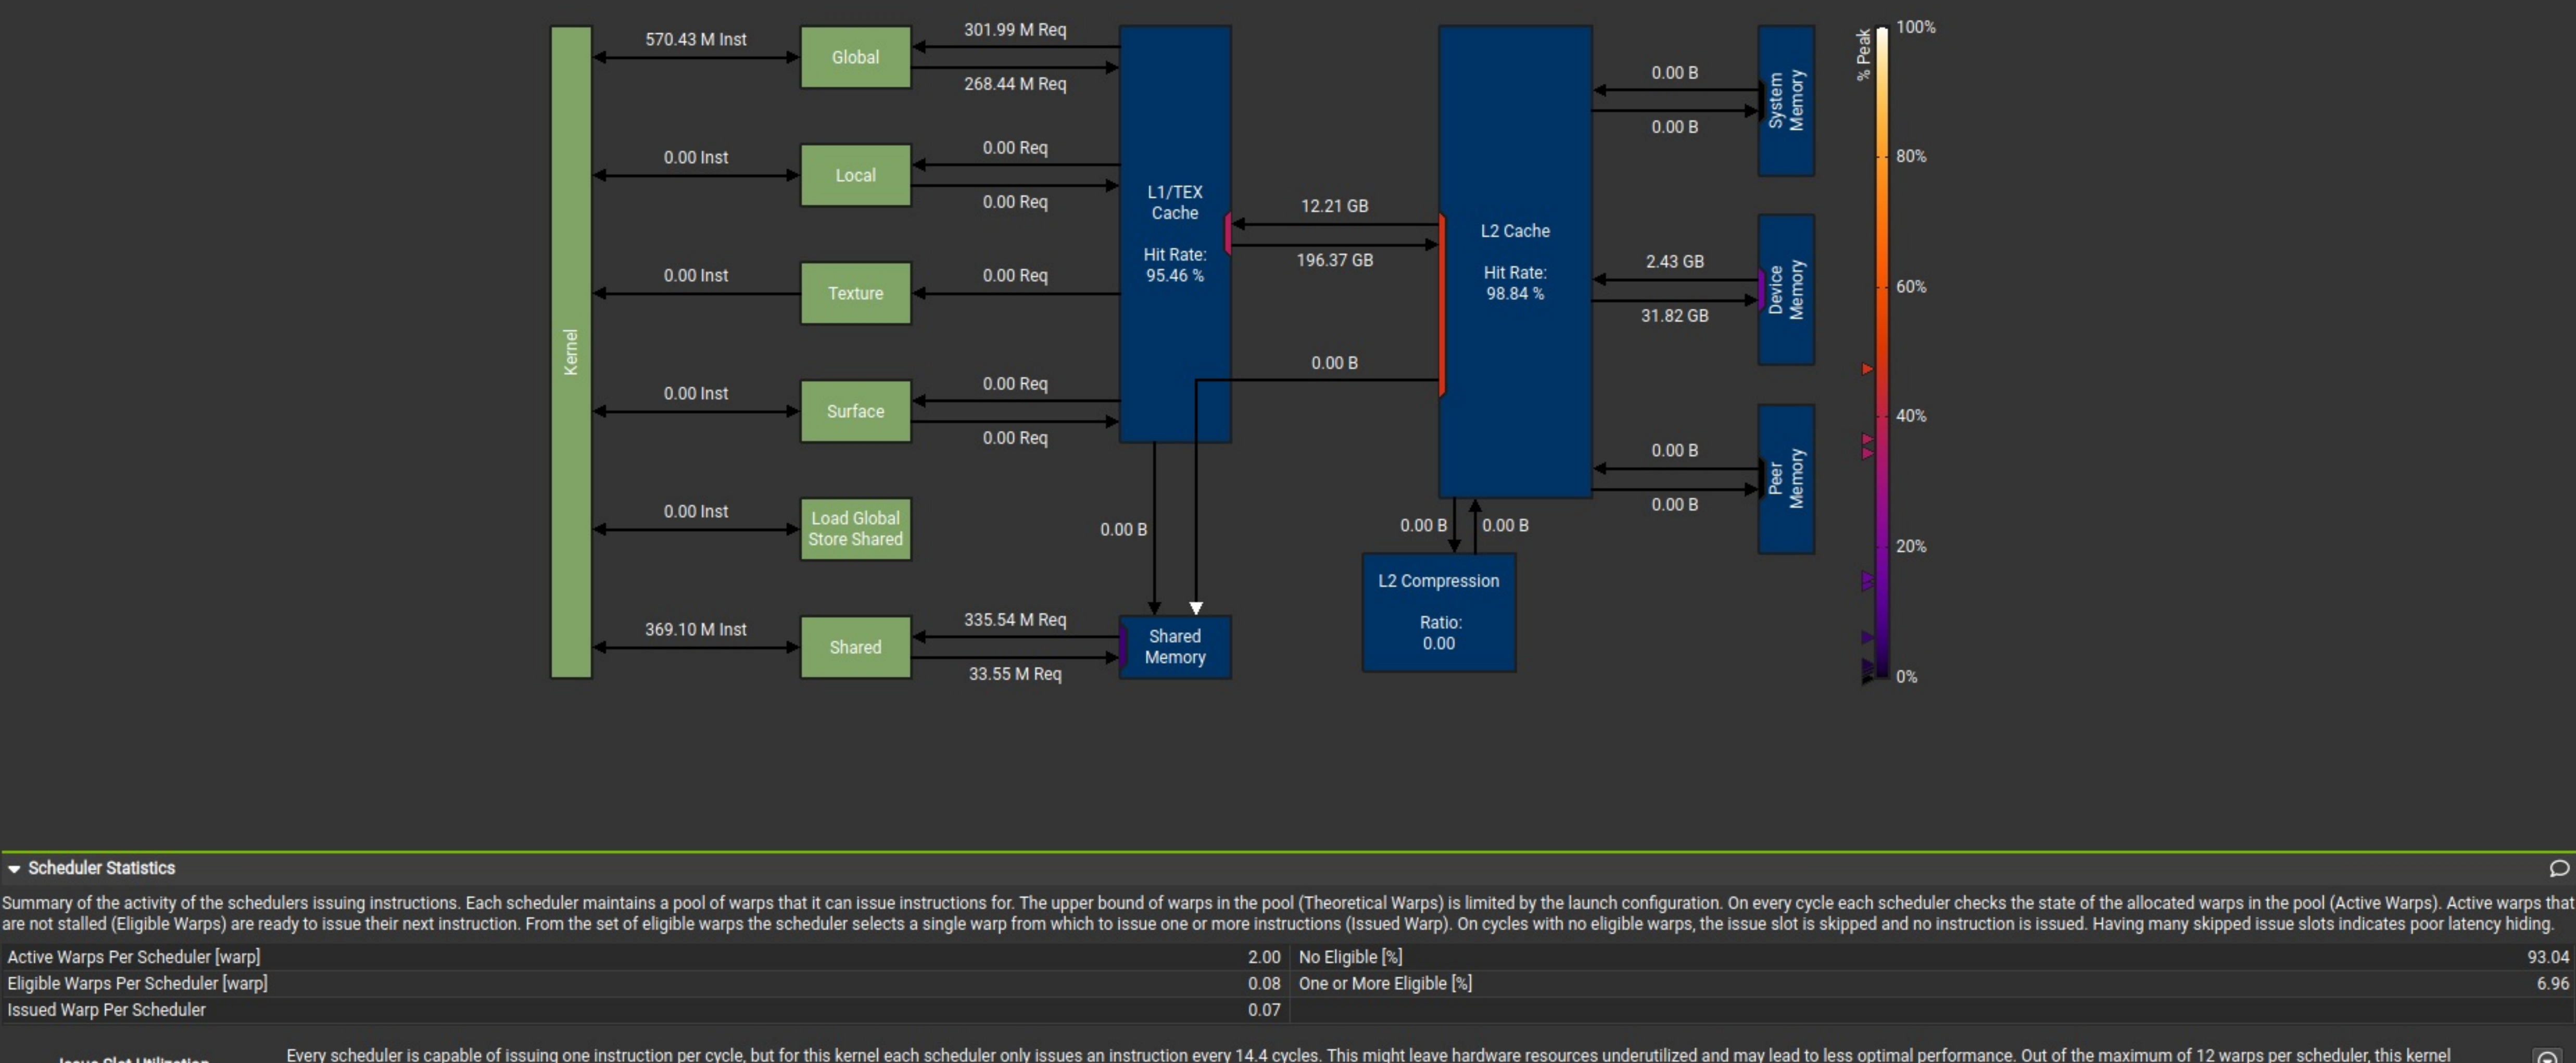 570.43 M Inst
Global
301.99 M Req
268.44 M Req
0.00 Inst
Local
0.00 Req
0.00 Req
0.00 Inst
Texture
0.00 Req
0.00 Inst
Surface
0.00 Req
0.00 Req
0.00 Inst
Load Global
Store Shared
369.10 M Inst
Shared
335.54 M Req
33.55 M Req
Kernel
L1/TEX
Cache
Hit Rate:
95.46 %
0.00 B
Shared
Memory
12.21 GB
196.37 GB
0.00 B
L2 Cache
Hit Rate:
98.84 %
0.00 B
0.00 B
L2 Compression
Ratio:
0.00
0.00 B
0.00 B
System
Memory
2.43 GB
31.82 GB
Device
Memory
0.00 B
0.00 B
Peer
Memory
% Peak
100%
80%
60%
40%
20%
0%
Scheduler Statistics
Summary of the activity of the schedulers issuing instructions. Each scheduler maintains a pool of warps that it can issue instructions for. The upper bound of warps in the pool (Theoretical Warps) is limited by the launch configuration. On every cycle each scheduler checks the state of the allocated warps in the pool (Active Warps). Active warps that
are not stalled (Eligible Warps) are ready to issue their next instruction. From the set of eligible warps the scheduler selects a single warp from which to issue one or more instructions (Issued Warp). On cycles with no eligible warps, the issue slot is skipped and no instruction is issued. Having many skipped issue slots indicates poor latency hiding.
Active Warps Per Scheduler [warp] 2.00 No Eligible [%] 93.04
Eligible Warps Per Scheduler [warp] 0.08 One or More Eligible [%] 6.96
Issued Warp Per Scheduler 0.07
Issue Slot Utilization
Every scheduler is capable of issuing one instruction per cycle, but for this kernel each scheduler only issues an instruction every 14.4 cycles. This might leave hardware resources underutilized and may lead to less optimal performance. Out of the maximum of 12 warps per scheduler, this kernel